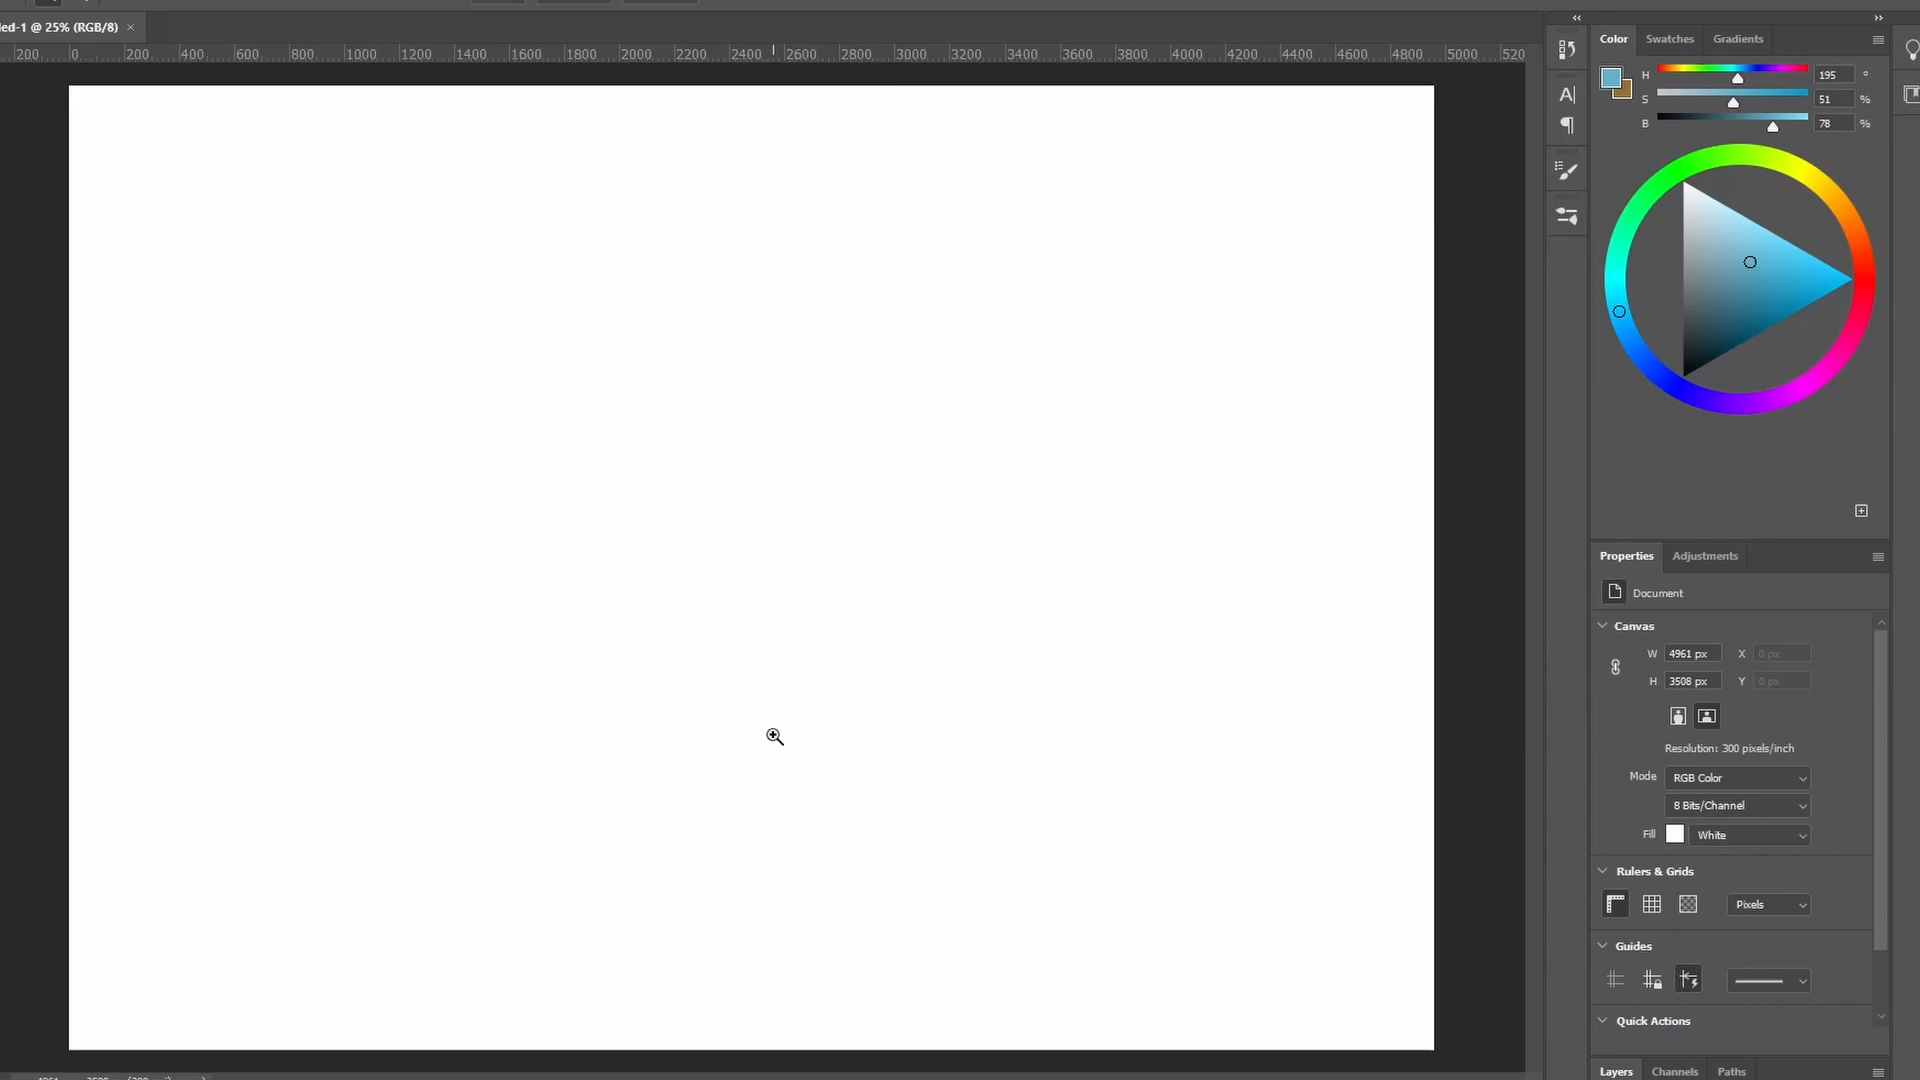 led-1 @ 25% (RGB/8)
200 0 200 400 600 800 1000 1200 1400 1600 1800 2000 2200 2400 2600 2800 3000 3200 3400 3600 3800 4000 4200 4400 4600 4800 5000 520
Color Swatches Gradients
H 195 °
S 51 %
B 78 %
A|
Properties Adjustments
Document
Canvas
W 4961 px X 0 px
H 3508 px Y 0 px
Resolution: 300 pixels/inch
Mode RGB Color
8 Bits/Channel
Fill White
Rulers & Grids
Pixels
Guides
Quick Actions
Layers Channels Paths